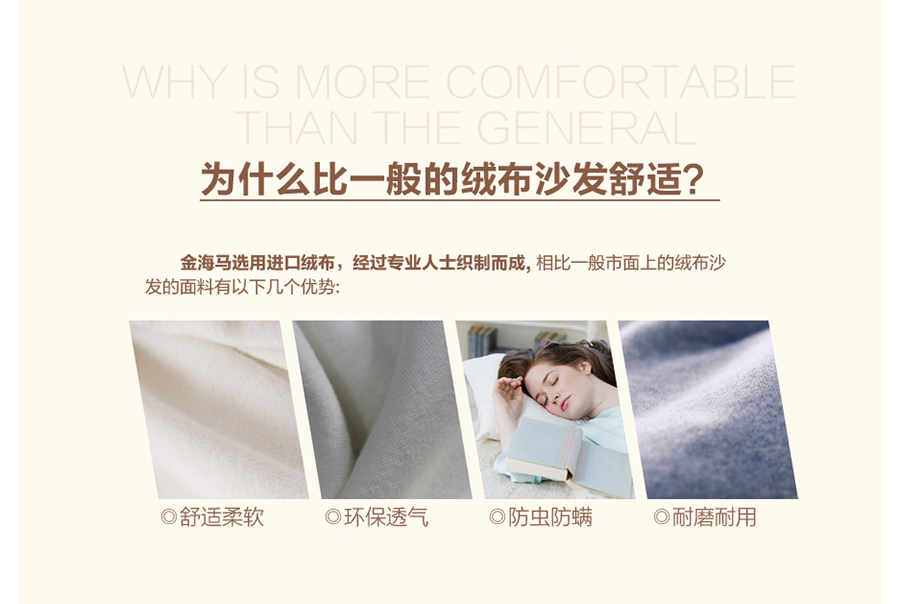 WHY IS MORE COMFORTABLE
THAN THE GENERAL
为什么比一般的绒布沙发舒适?
金海马选用进口绒布，经过专业人士织制而成, 相比一般市面上的绒布沙
发的面料有以下几个优势:
◎舒适柔软 ◎环保透气 ◎防虫防螨 ◎耐磨耐用